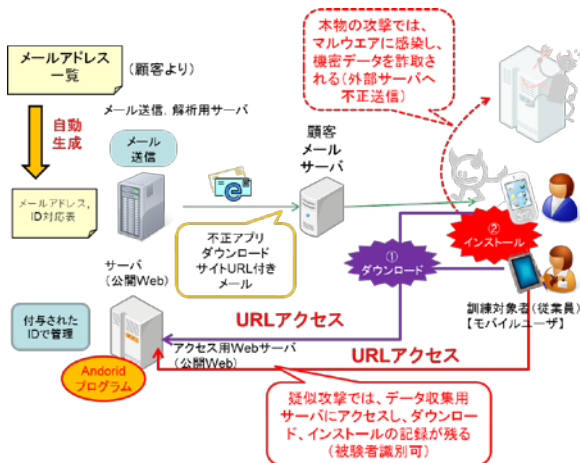 メールアドレス
一覧
(顧客より)
自動
生成
メールアドレス,
ID対応表
メール送信,解析用サーバ
メール
送信
サーバ
(公開Web)
不正アプリ
ダウンロード
サイトURL付き
メール
顧客
メール
サーバ
本物の攻撃では、
マルウエアに感染し、
機密データを詐取さ
れる(外部サーバへ
不正送信)
①
ダウンロード
②
インストール
訓練対象者(従業員)
【モバイルユーザ】
付与された
IDで管理
Andorid
プログラム
アクセス用Webサーバ
(公開Web)
URLアクセス
URLアクセス
疑似攻撃では、データ収集用
サーバにアクセスし、ダウンロー
ド、インストールの記録が残る
(被験者識別可)